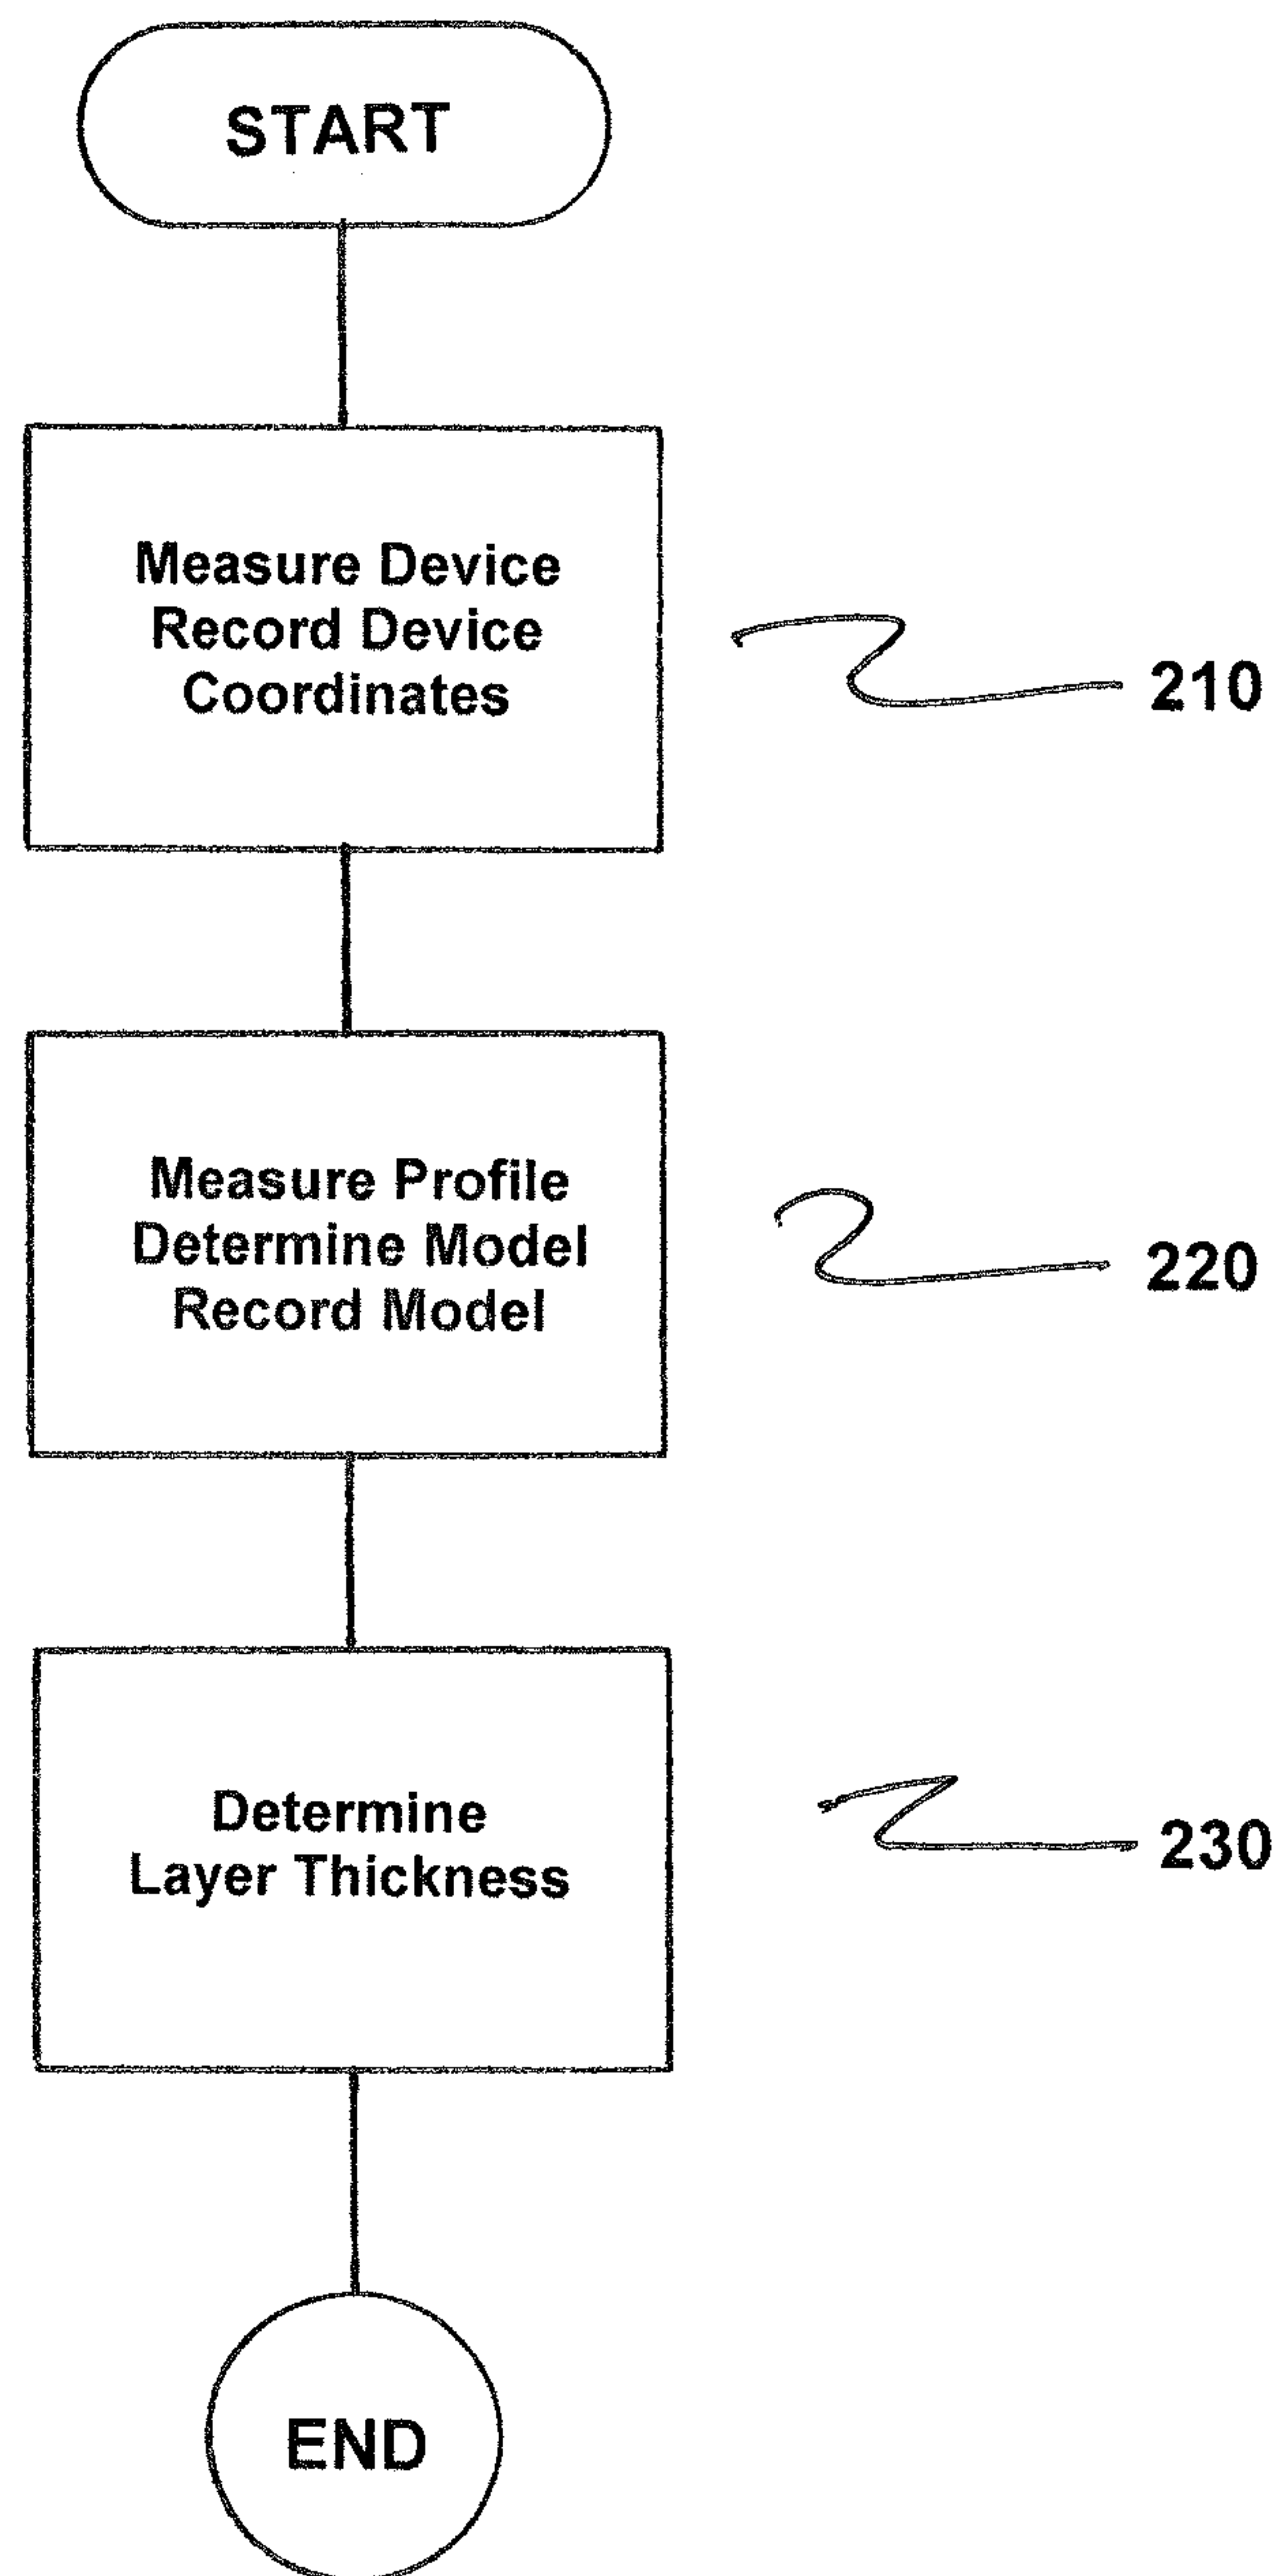 START
Measure Device
Record Device
Coordinates
210
Measure Profile
Determine Model
Record Model
220
Determine
Layer Thickness
230
END